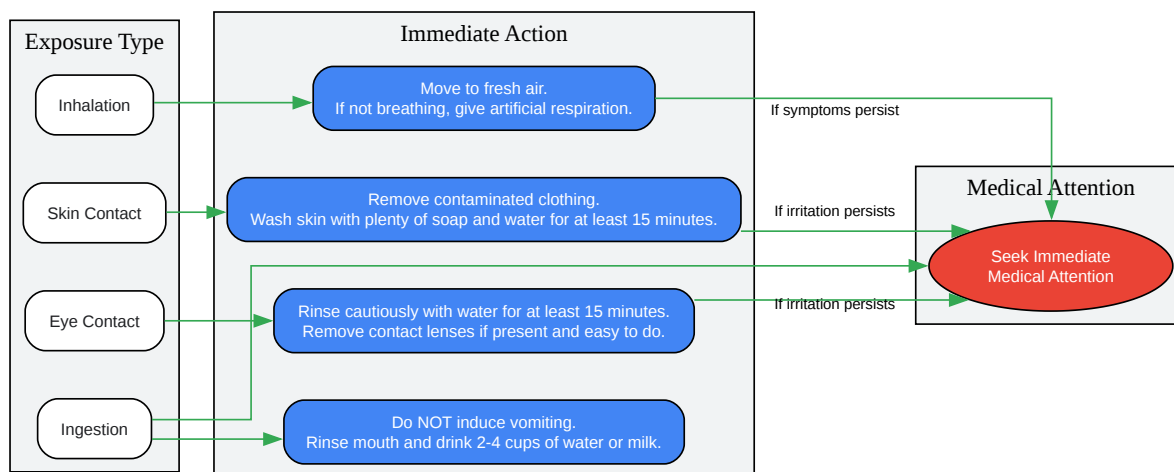 Exposure Type
Immediate Action
Inhalation
Move to fresh air.
If not breathing, give artificial respiration.
If symptoms persist
Skin Contact
Remove contaminated clothing.
Wash skin with plenty of soap and water for at least 15 minutes.
If irritation persists
Medical Attention
Seek Immediate
Medical Attention
Eye Contact
Rinse cautiously with water for at least 15 minutes.
Remove contact lenses if present and easy to do.
If irritation persists
Ingestion
Do NOT induce vomiting.
Rinse mouth and drink 2-4 cups of water or milk.